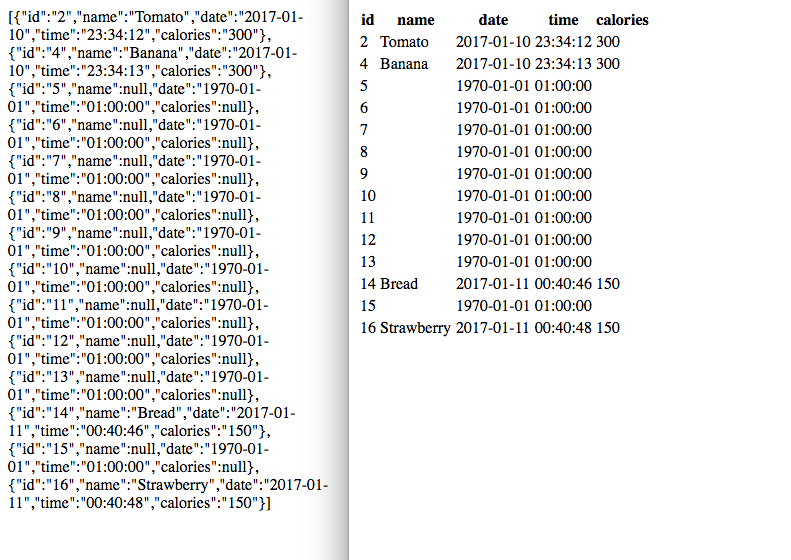 [{"id":"2","name":"Tomato","date":"2017-01-
10","time":"23:34:12","calories":"300"},
{"id":"4","name":"Banana","date":"2017-01-
10","time":"23:34:13","calories":"300"},
{"id":"5","name":null,"date":"1970-01-
01","time":"01:00:00","calories":null},
{"id":"6","name":null,"date":"1970-01-
01","time":"01:00:00","calories":null},
{"id":"7","name":null,"date":"1970-01-
01","time":"01:00:00","calories":null},
{"id":"8","name":null,"date":"1970-01-
01","time":"01:00:00","calories":null},
{"id":"9","name":null,"date":"1970-01-
01","time":"01:00:00","calories":null},
{"id":"10","name":null,"date":"1970-01-
01","time":"01:00:00","calories":null},
{"id":"11","name":null,"date":"1970-01-
01","time":"01:00:00","calories":null},
{"id":"12","name":null,"date":"1970-01-
01","time":"01:00:00","calories":null},
{"id":"13","name":null,"date":"1970-01-
01","time":"01:00:00","calories":null},
{"id":"14","name":"Bread","date":"2017-01-
11","time":"00:40:46","calories":"150"},
{"id":"15","name":null,"date":"1970-01-
01","time":"01:00:00","calories":null},
{"id":"16","name":"Strawberry","date":"2017-01-
11","time":"00:40:48","calories":"150"}]
id name date time calories
2 Tomato 2017-01-10 23:34:12 300
4 Banana 2017-01-10 23:34:13 300
5 1970-01-01 01:00:00
6 1970-01-01 01:00:00
7 1970-01-01 01:00:00
8 1970-01-01 01:00:00
9 1970-01-01 01:00:00
10 1970-01-01 01:00:00
11 1970-01-01 01:00:00
12 1970-01-01 01:00:00
13 1970-01-01 01:00:00
14 Bread 2017-01-11 00:40:46 150
15 1970-01-01 01:00:00
16 Strawberry 2017-01-11 00:40:48 150